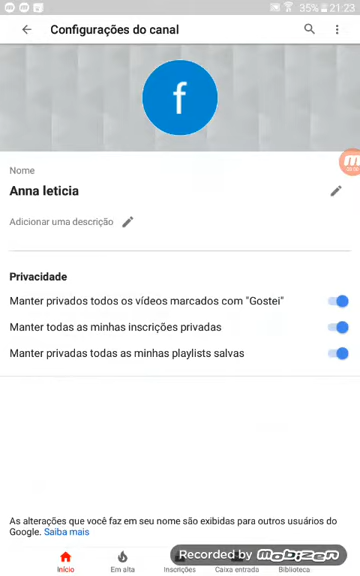 35% 21:23
Configurações do canal
f
Nome
Anna leticia
Adicionar uma descrição
Privacidade
Manter privados todos os vídeos marcados com "Gostei"
Manter todas as minhas inscrições privadas
Manter privadas todas as minhas playlists salvas
As alterações que você faz em seu nome são exibidas para outros usuários do
Google. Saiba mais
Recorded by mobizen
Início Em alta Inscrições Caixa entrada Biblioteca